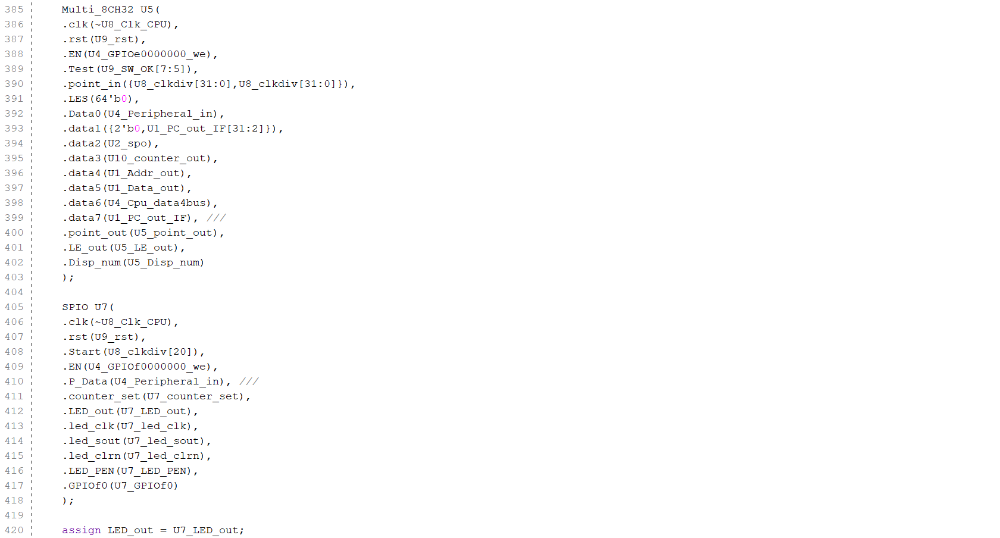 385 Multi_8CH32 U5(
386 .clk(~U8_Clk_CPU),
387 .rst(U9_rst),
388 .EN(U4_GPIOe0000000_we),
389 .Test(U9_SW_OK[7:5]),
390 .point_in({U8_clkdiv[31:0],U8_clkdiv[31:0]}),
391 .LES(64'b0),
392 .Data0(U4_Peripheral_in),
393 .data1({2'b0,U1_PC_out_IF[31:2]}),
394 .data2(U2_spo),
395 .data3(U10_counter_out),
396 .data4(U1_Addr_out),
397 .data5(U1_Data_out),
398 .data6(U4_Cpu_data4bus),
399 .data7(U1_PC_out_IF), ///
400 .point_out(U5_point_out),
401 .LE_out(U5_LE_out),
402 .Disp_num(U5_Disp_num)
403 );
404
405 SPIO U7(
406 .clk(~U8_Clk_CPU),
407 .rst(U9_rst),
408 .Start(U8_clkdiv[20]),
409 .EN(U4_GPIOf0000000_we),
410 .P_Data(U4_Peripheral_in), ///
411 .counter_set(U7_counter_set),
412 .LED_out(U7_LED_out),
413 .led_clk(U7_led_clk),
414 .led_sout(U7_led_sout),
415 .led_clrn(U7_led_clrn),
416 .LED_PEN(U7_LED_PEN),
417 .GPIOf0(U7_GPIOf0)
418 );
419
420 assign LED_out = U7_LED_out;